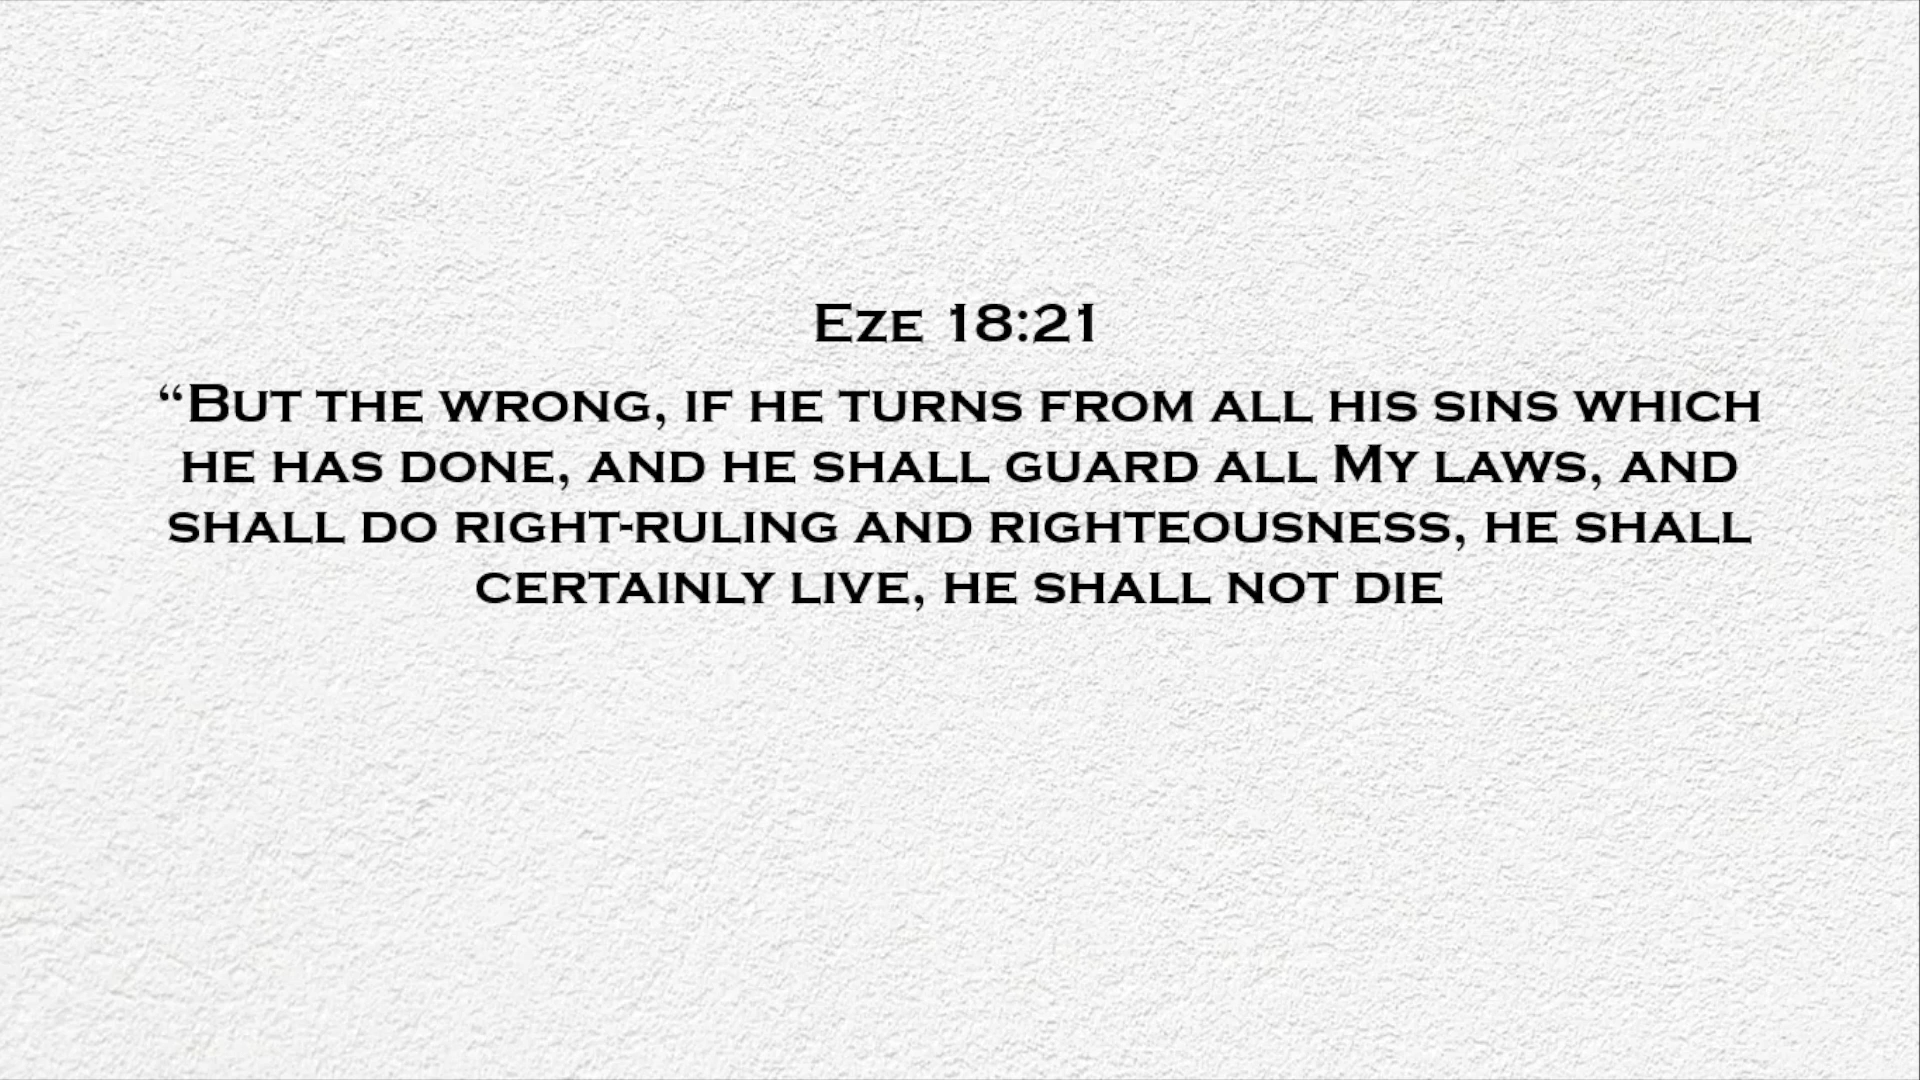 Eze 18:21
“But the wrong, if he turns from all his sins which
he has done, and he shall guard all My laws, and
shall do right-ruling and righteousness, he shall
certainly live, he shall not die